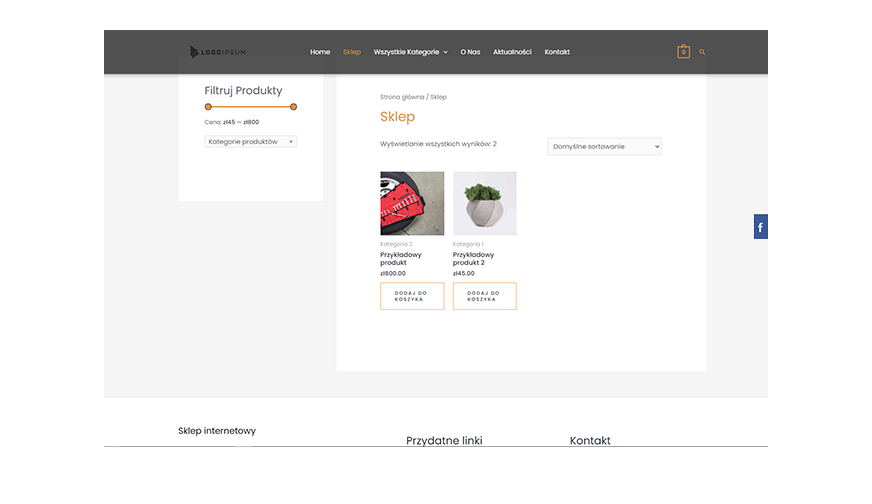 LOGOIPSUM
Home Sklep Wszystkie Kategorie O Nas Aktualności Kontakt
0
Filtruj Produkty
Cena: zł45 — zł800
Kategorie produktów
Strona główna / Sklep
Sklep
Wyświetlanie wszystkich wyników: 2
Domyślne sortowanie
Kategoria 2
Przykładowy
produkt
zł800.00
DODAJ DO
KOSZYKA
Kategoria 1
Przykładowy
produkt 2
zł45.00
DODAJ DO
KOSZYKA
f
Sklep internetowy
Przydatne linki
Kontakt